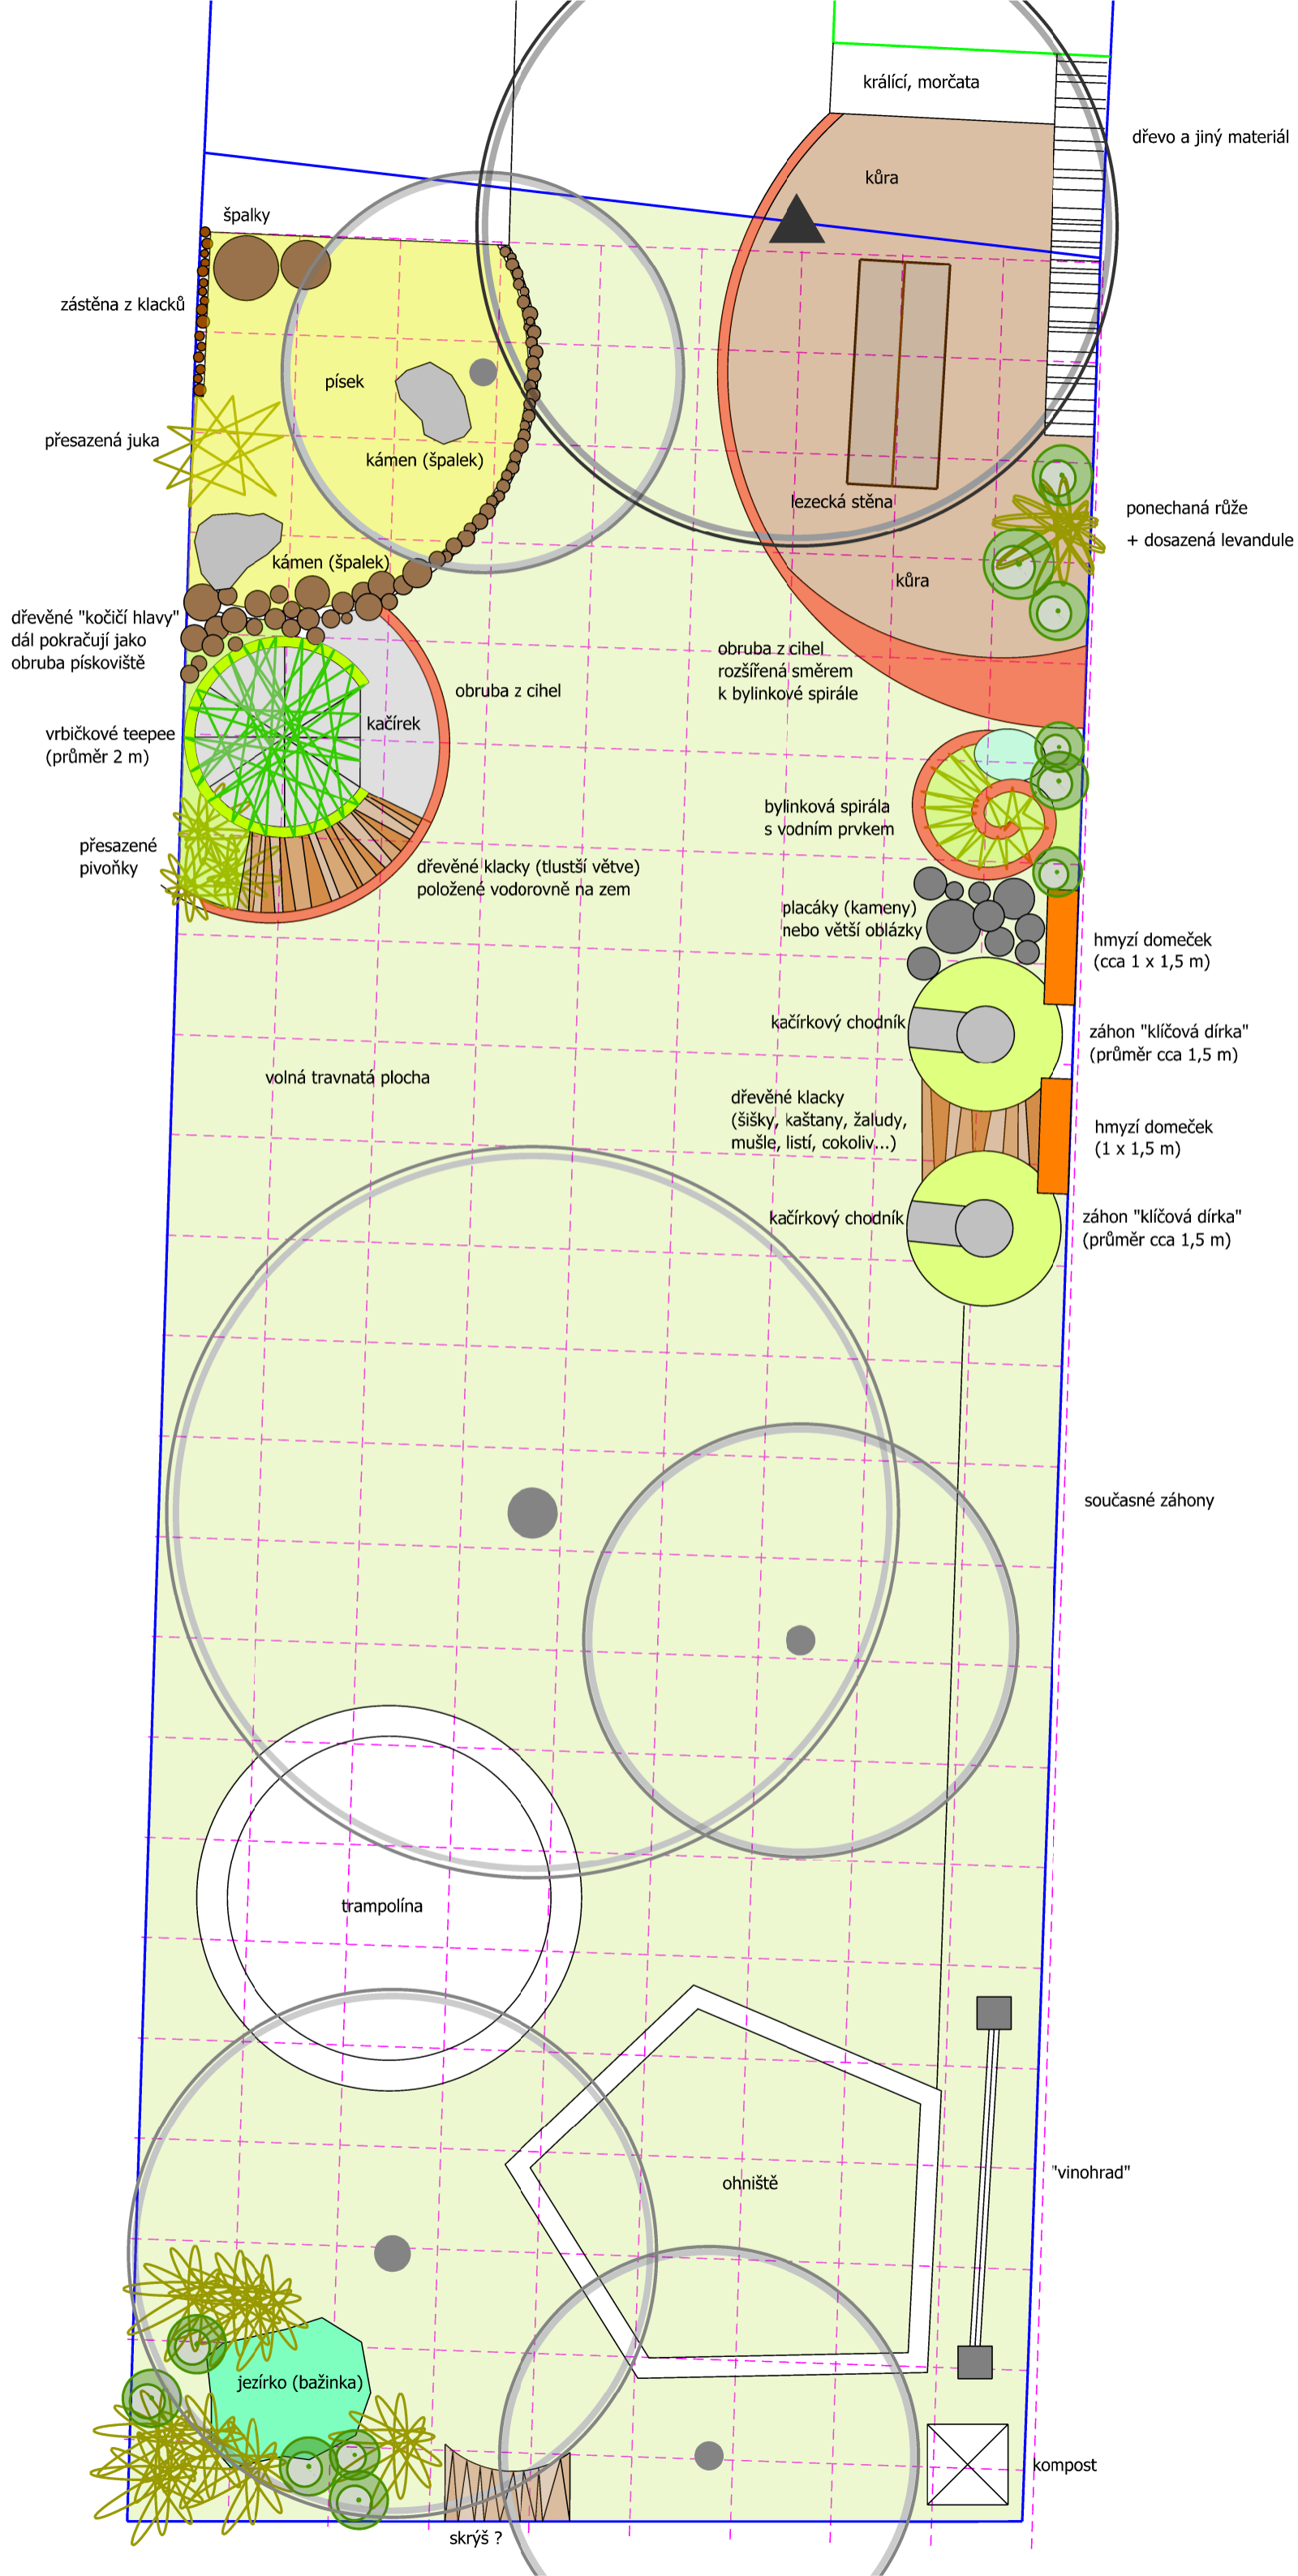 králící, morčata
dřevo a jiný materiál
kůra
špalky
zástěna z klacků
písek
přesazená juka
kámen (špalek)
lezecká stěna
ponechaná růže
+ dosazená levandule
kámen (špalek)
kůra
dřevěné "kočičí hlavy"
dál pokračují jako
obruba pískoviště
obruba z cihel
rozšířená směrem
k bylinkové spirále
obruba z cihel
kačírek
vrbičkové teepee
(průměr 2 m)
bylinková spirála
s vodním prvkem
přesazené
pivoňky
dřevěné klacky (tlustší větve)
položené vodorovně na zem
placáky (kameny)
nebo větší oblázky
hmyzí domeček
(cca 1 x 1,5 m)
kačírkový chodník
záhon "klíčová dírka"
(průměr cca 1,5 m)
volná travnatá plocha
dřevěné klacky
(šišky, kaštany, žaludy,
mušle, listí, cokoliv...)
hmyzí domeček
(1 x 1,5 m)
kačírkový chodník
záhon "klíčová dírka"
(průměr cca 1,5 m)
současné záhony
trampolína
"vinohrad"
ohniště
jezírko (bažinka)
kompost
skrýš ?